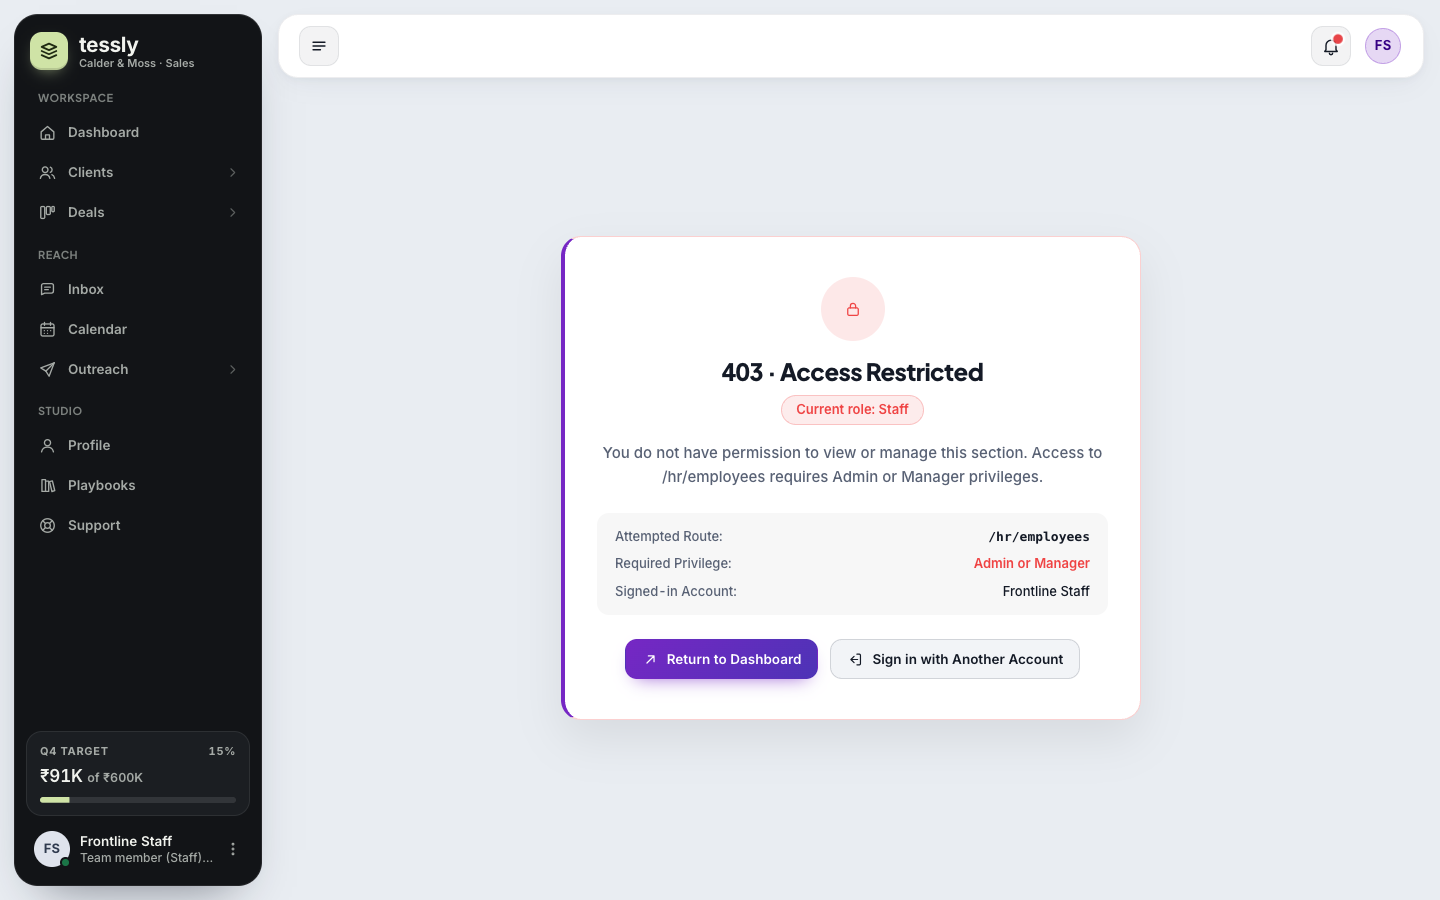 tessly
Calder & Moss · Sales
WORKSPACE
Dashboard
Clients
Deals
REACH
Inbox
Calendar
Outreach
STUDIO
Profile
Playbooks
Support
Q4 TARGET 15%
₹91K of ₹600K
FS
Frontline Staff
Team member (Staff)...
FS
403 · Access Restricted
Current role: Staff
You do not have permission to view or manage this section. Access to
/hr/employees requires Admin or Manager privileges.
Attempted Route: /hr/employees
Required Privilege: Admin or Manager
Signed-in Account: Frontline Staff
Return to Dashboard
Sign in with Another Account